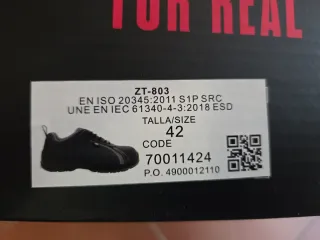 FOR REAL
ZT-803
EN ISO 20345:2011 S1P SRC
UNE EN IEC 61340-4-3:2018 ESD
TALLA/SIZE
42
CODE
70011424
P.O. 4900012110